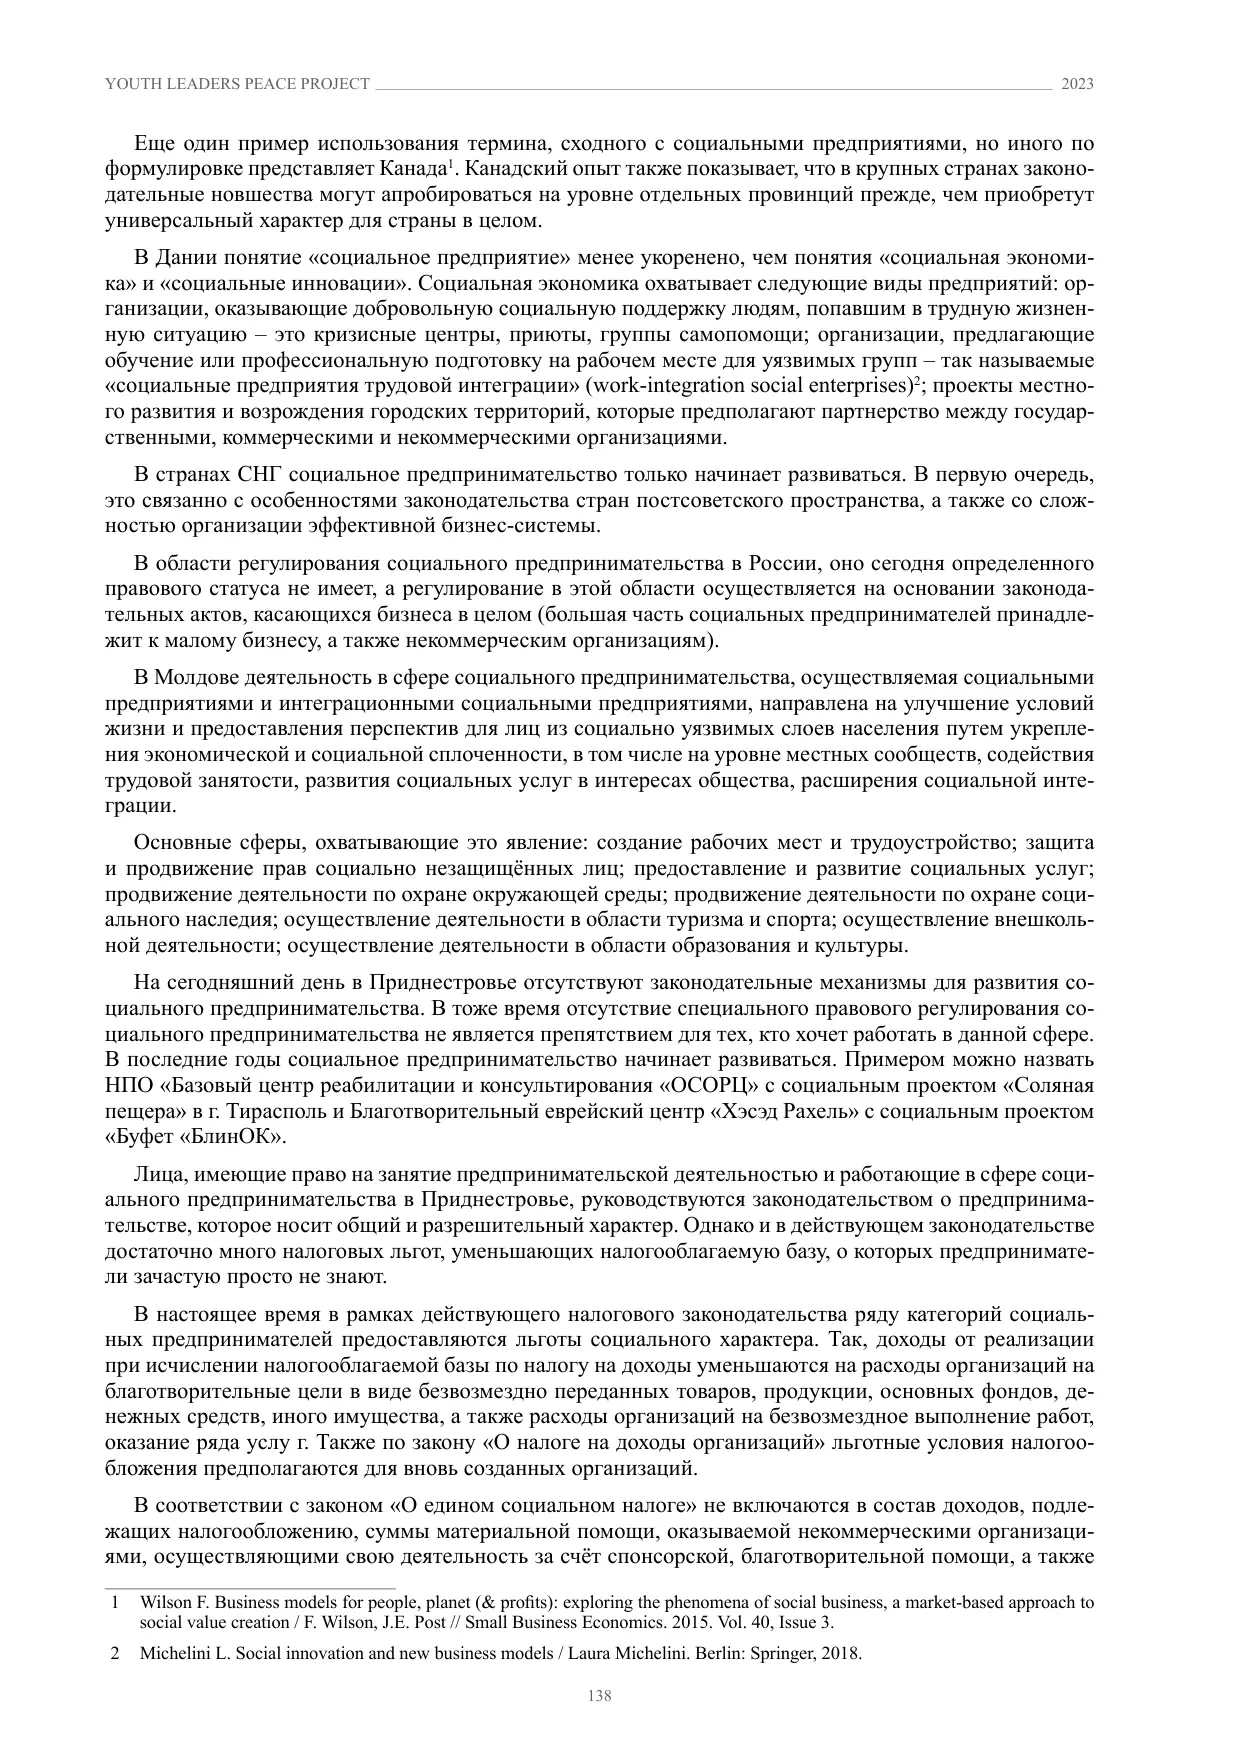 YOUTH LEADERS PEACE PROJECT 2023
Еще один пример использования термина, сходного с социальными предприятиями, но иного по
формулировке представляет Канада1. Канадский опыт также показывает, что в крупных странах законо-
дательные новшества могут апробироваться на уровне отдельных провинций прежде, чем приобретут
универсальный характер для страны в целом.
В Дании понятие «социальное предприятие» менее укоренено, чем понятия «социальная экономи-
ка» и «социальные инновации». Социальная экономика охватывает следующие виды предприятий: ор-
ганизации, оказывающие добровольную социальную поддержку людям, попавшим в трудную жизнен-
ную ситуацию – это кризисные центры, приюты, группы самопомощи; организации, предлагающие
обучение или профессиональную подготовку на рабочем месте для уязвимых групп – так называемые
«социальные предприятия трудовой интеграции» (work-integration social enterprises)2; проекты местно-
го развития и возрождения городских территорий, которые предполагают партнерство между государ-
ственными, коммерческими и некоммерческими организациями.
В странах СНГ социальное предпринимательство только начинает развиваться. В первую очередь,
это связанно с особенностями законодательства стран постсоветского пространства, а также со слож-
ностью организации эффективной бизнес-системы.
В области регулирования социального предпринимательства в России, оно сегодня определенного
правового статуса не имеет, а регулирование в этой области осуществляется на основании законода-
тельных актов, касающихся бизнеса в целом (большая часть социальных предпринимателей принадле-
жит к малому бизнесу, а также некоммерческим организациям).
В Молдове деятельность в сфере социального предпринимательства, осуществляемая социальными
предприятиями и интеграционными социальными предприятиями, направлена на улучшение условий
жизни и предоставления перспектив для лиц из социально уязвимых слоев населения путем укрепле-
ния экономической и социальной сплоченности, в том числе на уровне местных сообществ, содействия
трудовой занятости, развития социальных услуг в интересах общества, расширения социальной инте-
грации.
Основные сферы, охватывающие это явление: создание рабочих мест и трудоустройство; защита
и продвижение прав социально незащищённых лиц; предоставление и развитие социальных услуг;
продвижение деятельности по охране окружающей среды; продвижение деятельности по охране соци-
ального наследия; осуществление деятельности в области туризма и спорта; осуществление внешколь-
ной деятельности; осуществление деятельности в области образования и культуры.
На сегодняшний день в Приднестровье отсутствуют законодательные механизмы для развития со-
циального предпринимательства. В тоже время отсутствие специального правового регулирования со-
циального предпринимательства не является препятствием для тех, кто хочет работать в данной сфере.
В последние годы социальное предпринимательство начинает развиваться. Примером можно назвать
НПО «Базовый центр реабилитации и консультирования «ОСОРЦ» с социальным проектом «Соляная
пещера» в г. Тирасполь и Благотворительный еврейский центр «Хэсэд Рахель» с социальным проектом
«Буфет «БлинОК».
Лица, имеющие право на занятие предпринимательской деятельностью и работающие в сфере соци-
ального предпринимательства в Приднестровье, руководствуются законодательством о предпринима-
тельстве, которое носит общий и разрешительный характер. Однако и в действующем законодательстве
достаточно много налоговых льгот, уменьшающих налогооблагаемую базу, о которых предпринимате-
ли зачастую просто не знают.
В настоящее время в рамках действующего налогового законодательства ряду категорий социаль-
ных предпринимателей предоставляются льготы социального характера. Так, доходы от реализации
при исчислении налогооблагаемой базы по налогу на доходы уменьшаются на расходы организаций на
благотворительные цели в виде безвозмездно переданных товаров, продукции, основных фондов, де-
нежных средств, иного имущества, а также расходы организаций на безвозмездное выполнение работ,
оказание ряда услу г. Также по закону «О налоге на доходы организаций» льготные условия налогоо-
бложения предполагаются для вновь созданных организаций.
В соответствии с законом «О едином социальном налоге» не включаются в состав доходов, подле-
жащих налогообложению, суммы материальной помощи, оказываемой некоммерческими организаци-
ями, осуществляющими свою деятельность за счёт спонсорской, благотворительной помощи, а также
1 Wilson F. Business models for people, planet (& profits): exploring the phenomena of social business, a market-based approach to
social value creation / F. Wilson, J.E. Post // Small Business Economics. 2015. Vol. 40, Issue 3.
2 Michelini L. Social innovation and new business models / Laura Michelini. Berlin: Springer, 2018.
138